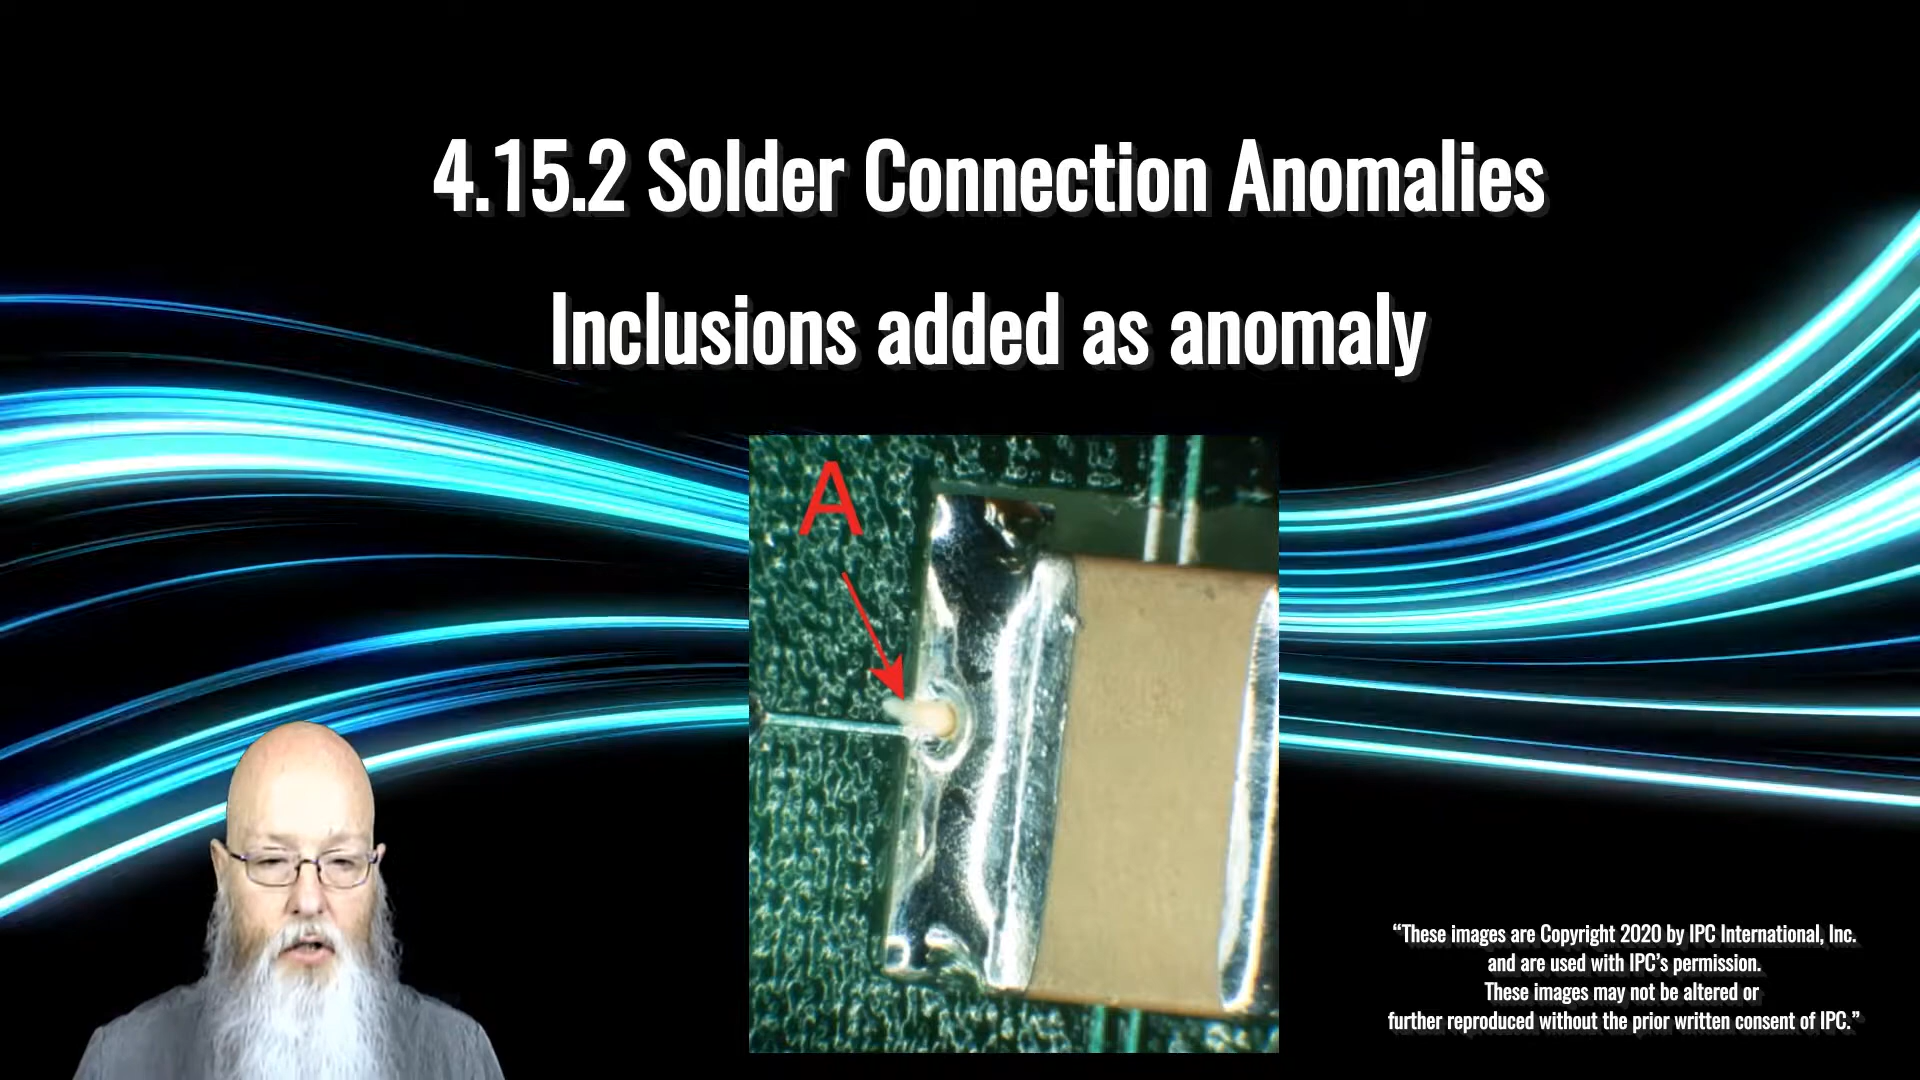 4.15.2 Solder Connection Anomalies
Inclusions added as anomaly
A
“These images are Copyright 2020 by IPC International, Inc.
and are used with IPC’s permission.
These images may not be altered or
further reproduced without the prior written consent of IPC.”